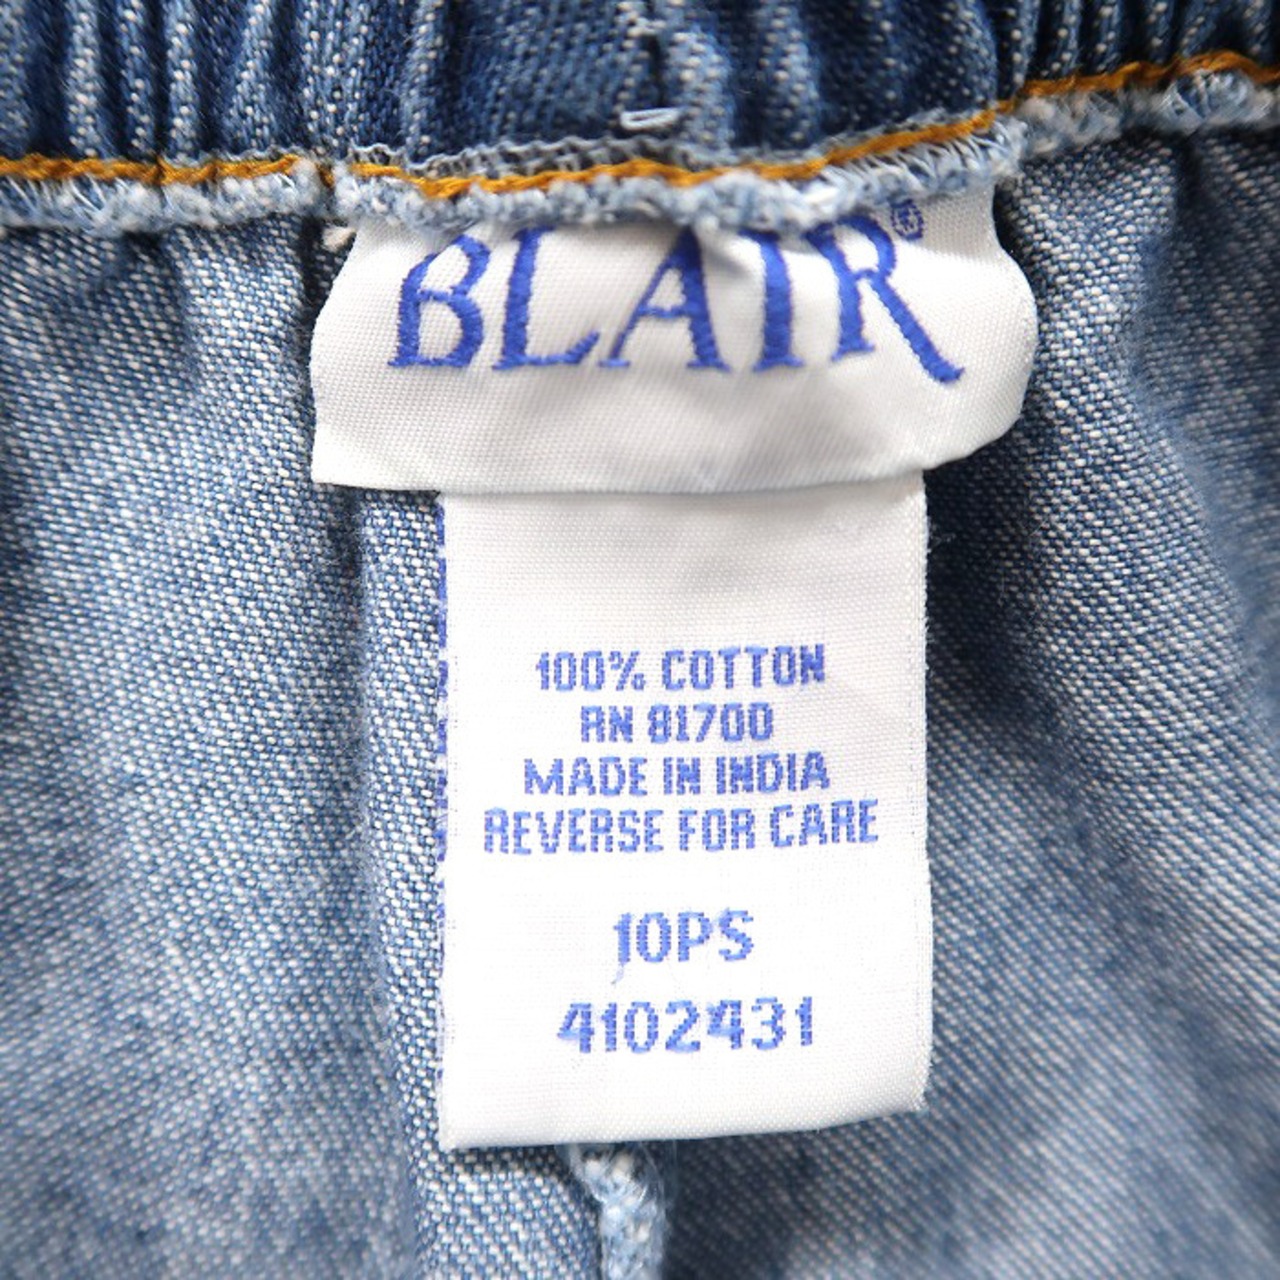 BLAIR®
100% COTTON
RN 81700
MADE IN INDIA
REVERSE FOR CARE
10PS
4102431